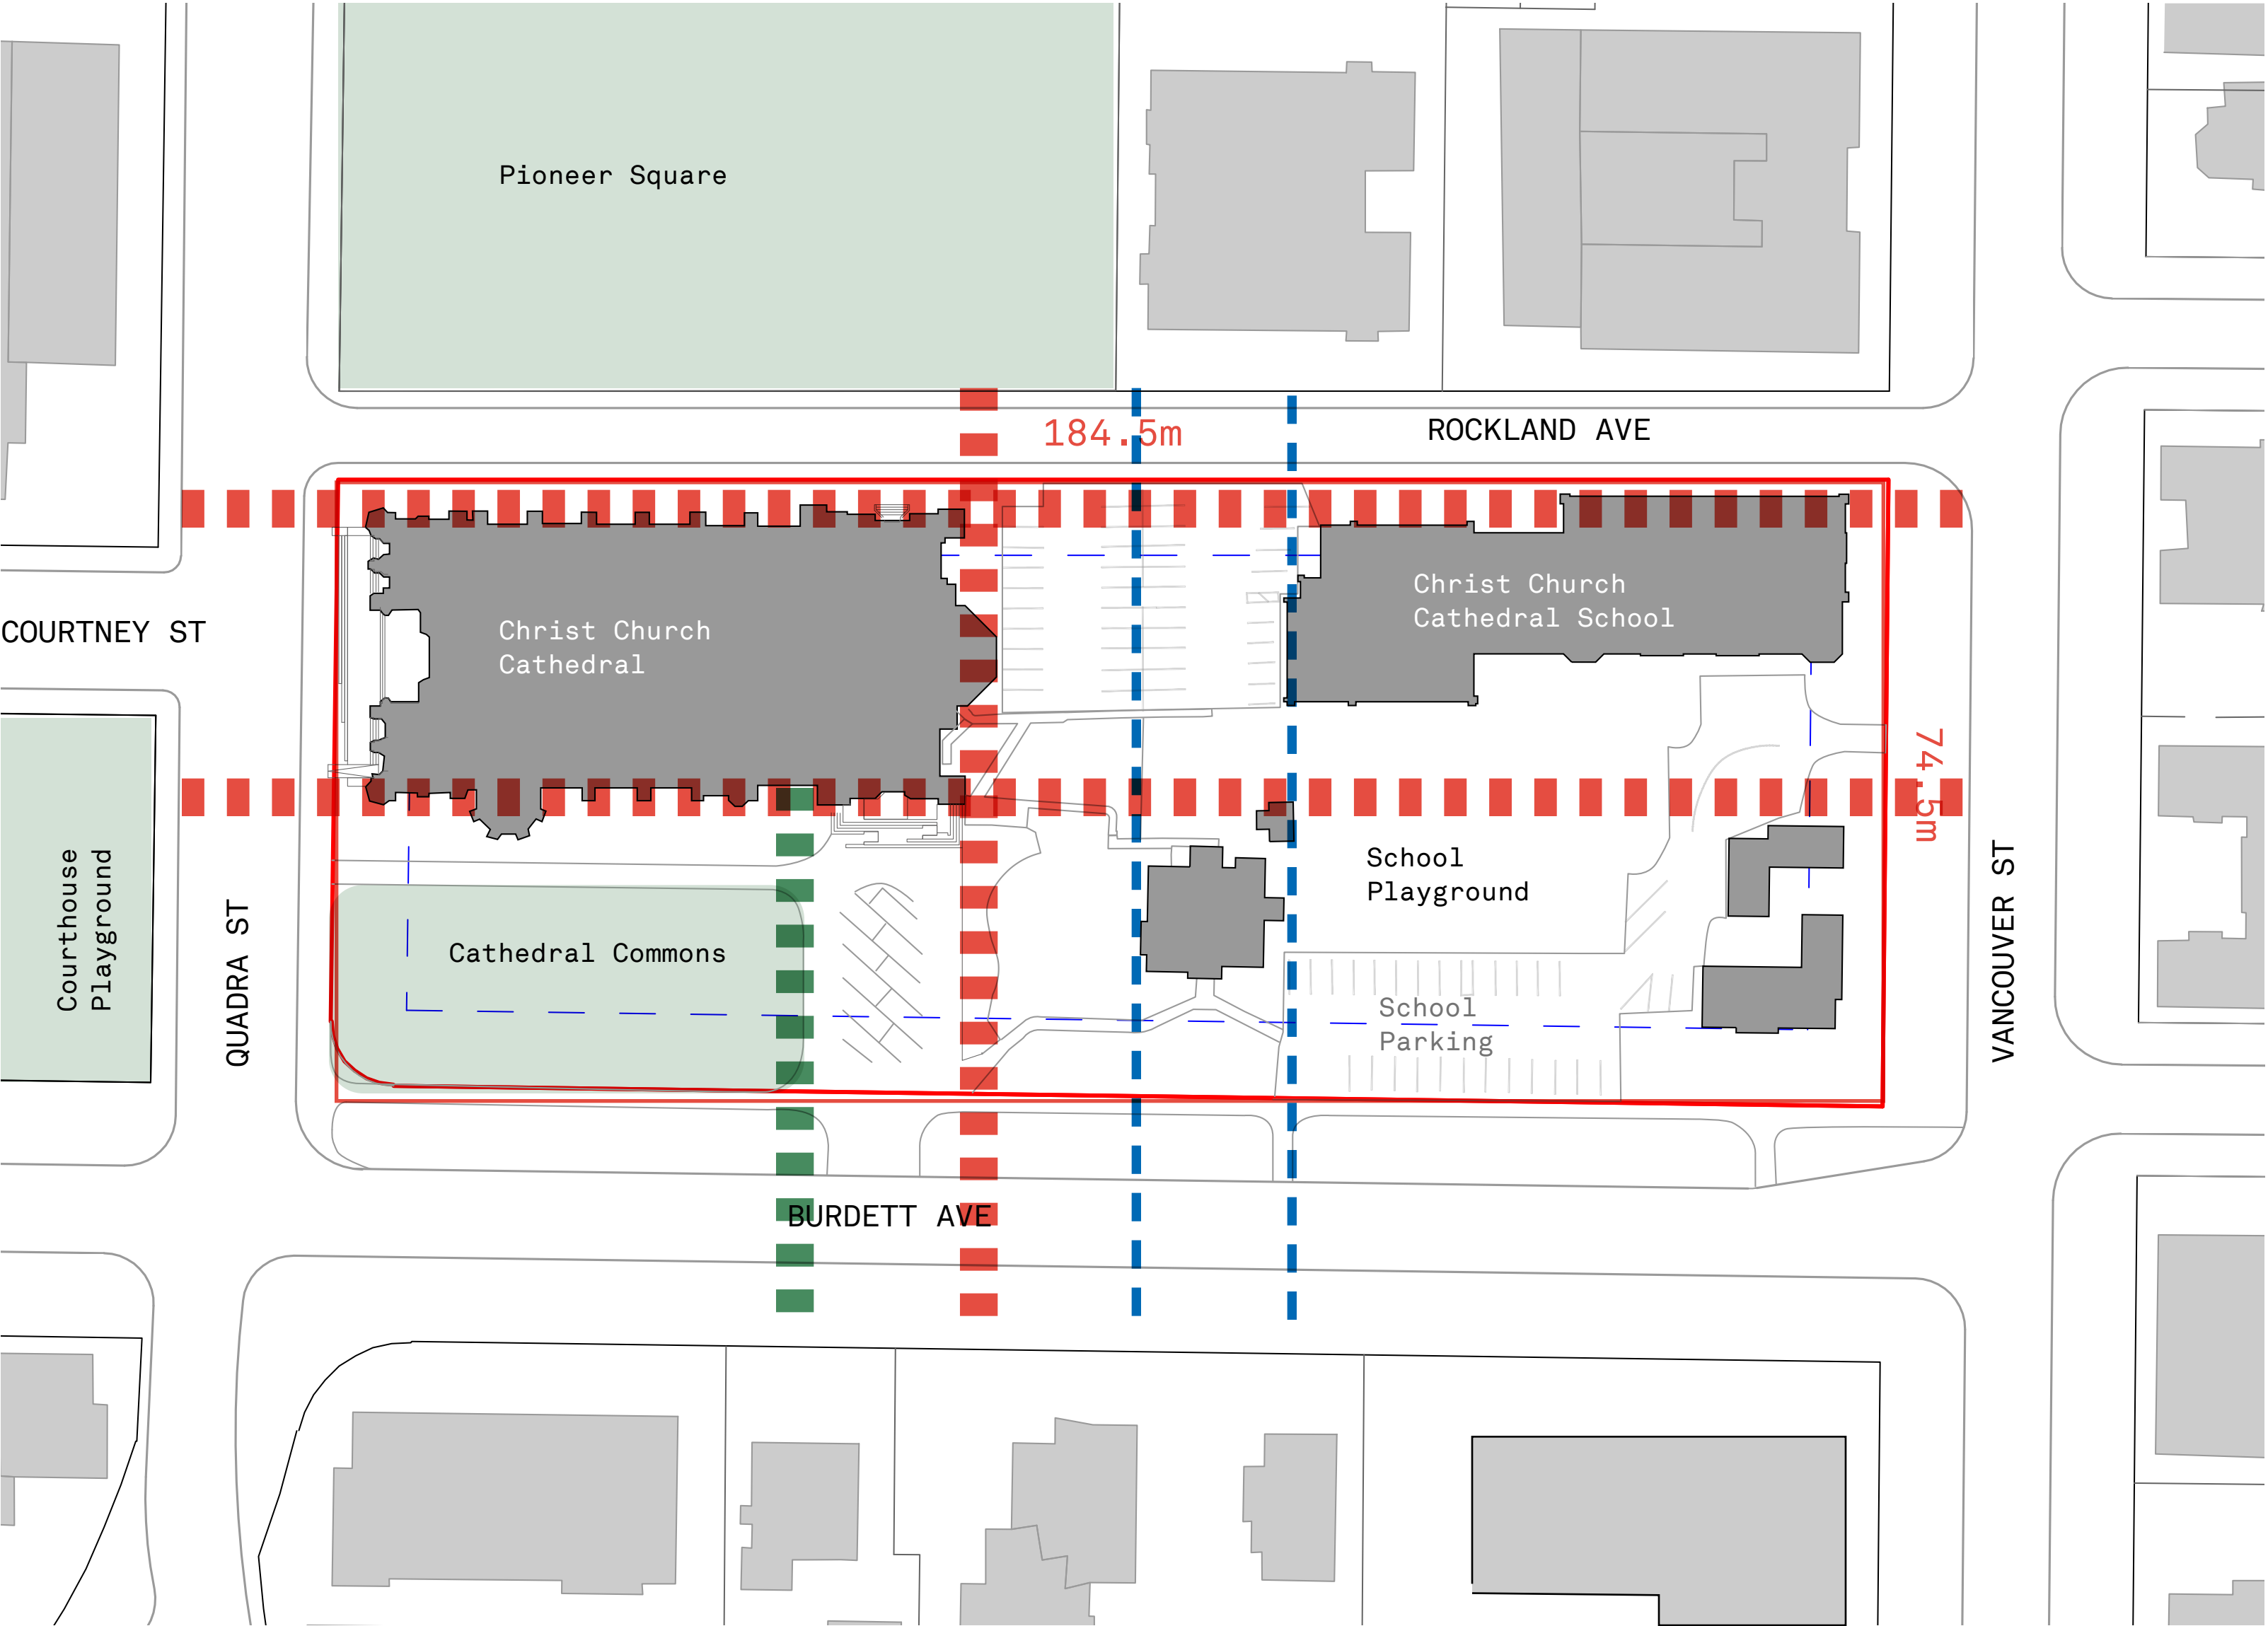 Pioneer Square
184.5m
ROCKLAND AVE
Christ Church
Cathedral School
COURTNEY ST
Christ Church
Cathedral
74.5m
School
Playground
Courthouse
Playground
QUADRA ST
Cathedral Commons
VANCOUVER ST
School
Parking
BURDETT AVE